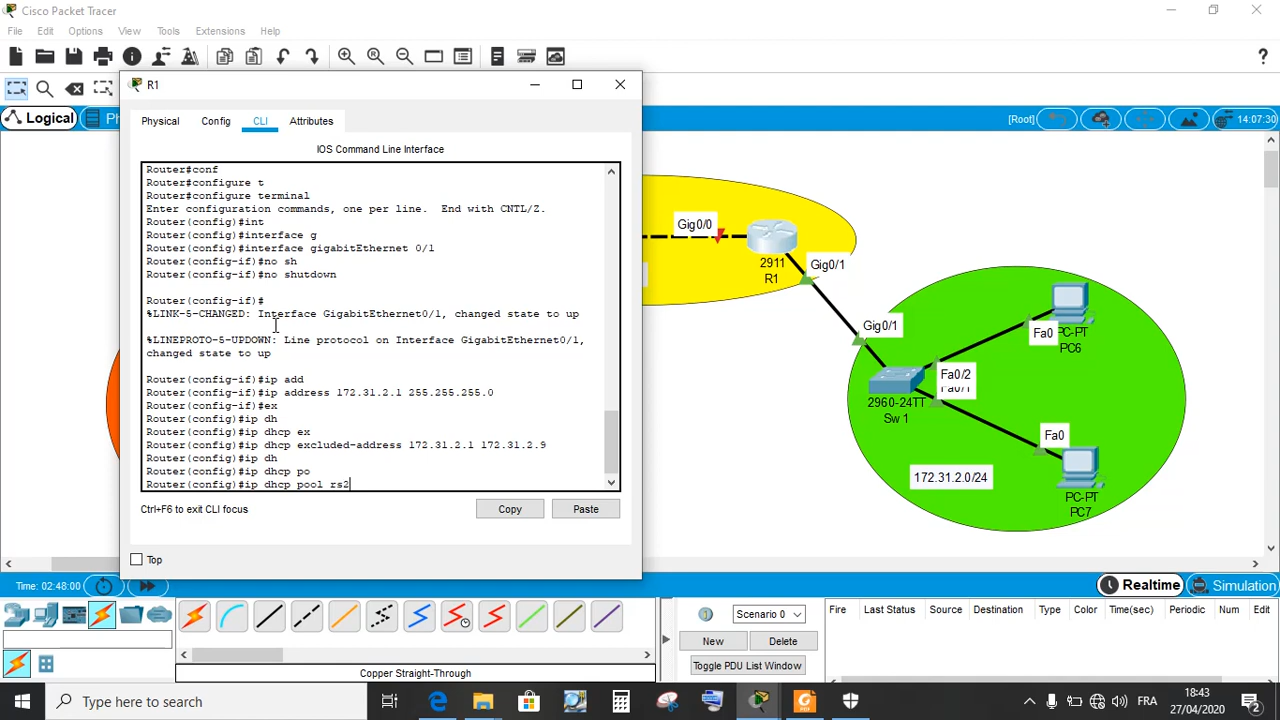 Cisco Packet Tracer
File Edit Options View Tools Extensions Help
?
Logical
Ph
[Root]
14:07:30
R1
Physical Config CLI Attributes
IOS Command Line Interface
Router#conf
Router#configure t
Router#configure terminal
Enter configuration commands, one per line. End with CNTL/Z.
Router(config)#int
Router(config)#interface g
Router(config)#interface gigabitEthernet 0/1
Router(config-if)#no sh
Router(config-if)#no shutdown
Router(config-if)#
%LINK-5-CHANGED: Interface GigabitEthernet0/1, changed state to up
%LINEPROTO-5-UPDOWN: Line protocol on Interface GigabitEthernet0/1,
changed state to up
Router(config-if)#ip add
Router(config-if)#ip address 172.31.2.1 255.255.255.0
Router(config-if)#ex
Router(config)#ip dh
Router(config)#ip dhcp ex
Router(config)#ip dhcp excluded-address 172.31.2.1 172.31.2.9
Router(config)#ip dh
Router(config)#ip dhcp po
Router(config)#ip dhcp pool rs2
Ctrl+F6 to exit CLI focus
Copy
Paste
Top
Gig0/0
2911
R1
Gig0/1
Gig0/1
Fa0
PC-PT
PC6
Fa0/2
Fa0/1
2960-24TT
Sw 1
Fa0
172.31.2.0/24
PC-PT
PC7
Time: 02:48:00
Realtime
Simulation
Scenario 0
New
Delete
Toggle PDU List Window
Fire Last Status Source Destination Type Color Time(sec) Periodic Num Edit
Copper Straight-Through
Type here to search
FRA
18:43
27/04/2020
2